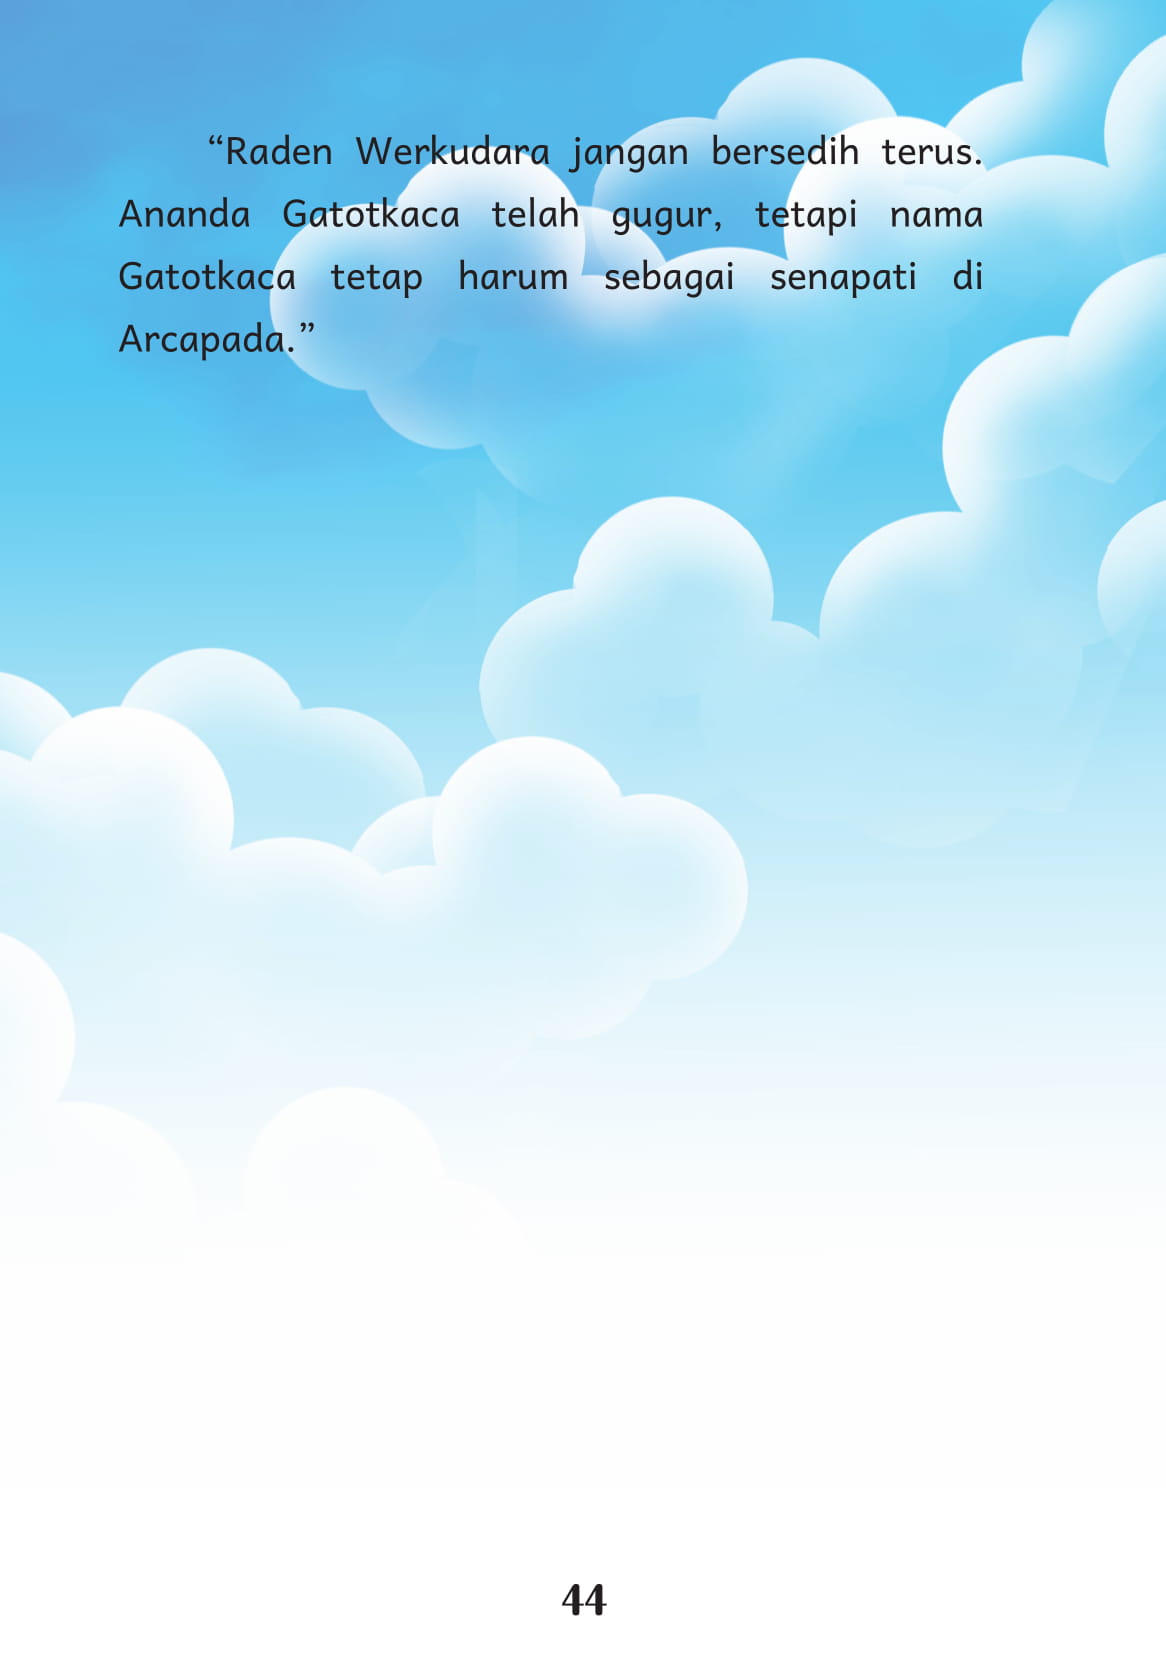 “Raden Werkudara jangan bersedih terus.
Ananda Gatotkaca telah gugur, tetapi nama
Gatotkaca tetap harum sebagai senapati di
Arcapada.”
44